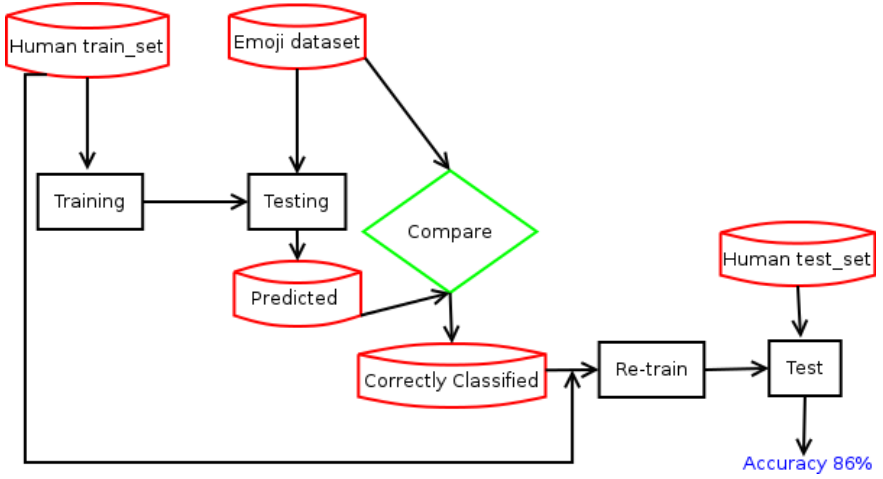 Human train_set
Emoji dataset
Training
Testing
Compare
Human test_set
Predicted
Correctly Classified
Re-train
Test
Accuracy 86%